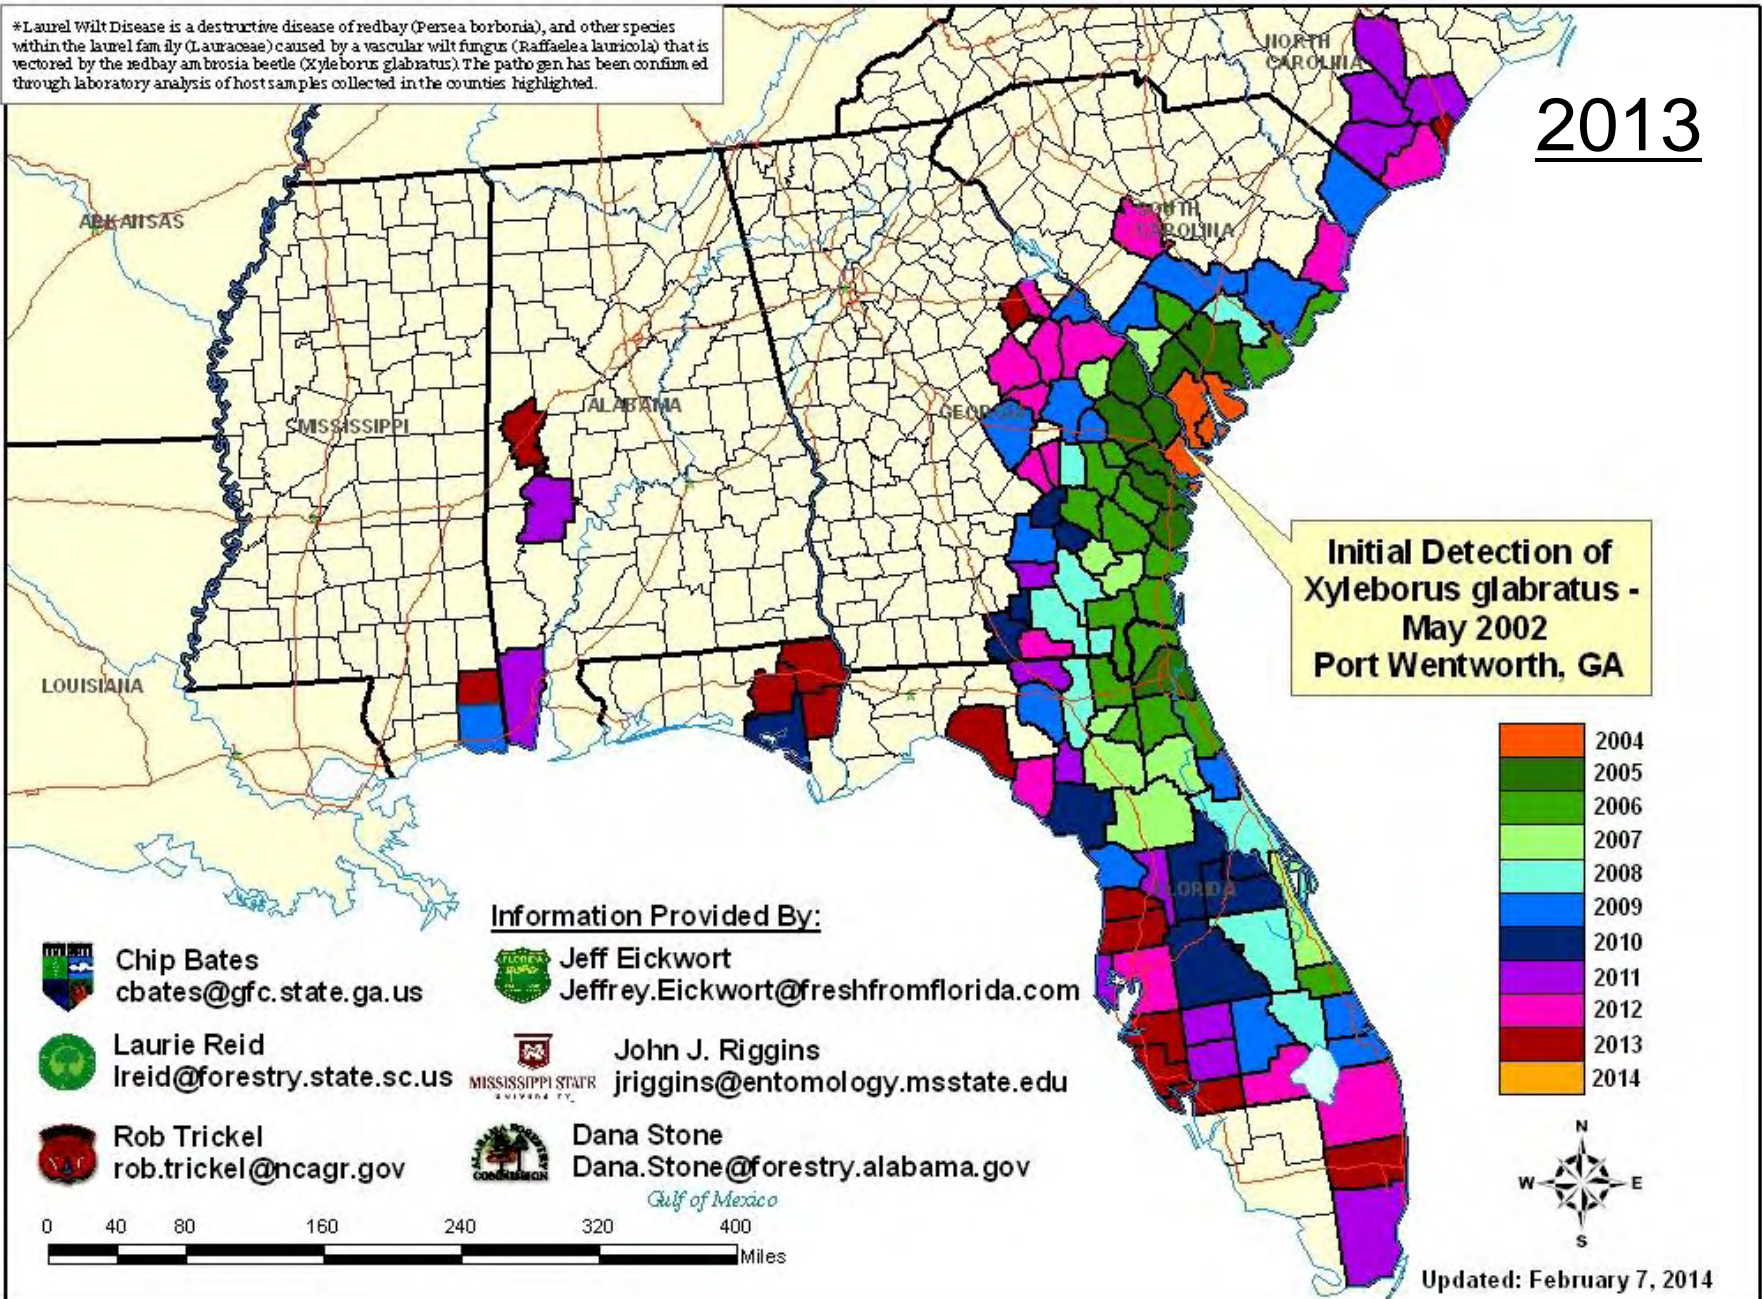 *Laurel Wilt Disease is a destructive disease of redbay (Persea borbonia), and other species
within the laurel family (Lauraceae) caused by a vascular wilt fungus (Raffaelea lauricola) that is
vectored by the redbay ambrosia beetle (Xyleborus glabratus). The pathogen has been confirmed
through laboratory analysis of host samples collected in the counties highlighted.
2013
NORTH
CAROLINA
ARKANSAS
SOUTH
CAROLINA
MISSISSIPPI
ALABAMA
GEORGIA
LOUISIANA
FLORIDA
Initial Detection of
Xyleborus glabratus -
May 2002
Port Wentworth, GA
2004
2005
2006
2007
2008
2009
2010
2011
2012
2013
2014
Information Provided By:
Chip Bates
cbates@gfc.state.ga.us
Laurie Reid
lreid@forestry.state.sc.us
Rob Trickel
rob.trickel@ncagr.gov
FLORIDA
Jeff Eickwort
Jeffrey.Eickwort@freshfromflorida.com
MISSISSIPPI STATE
UNIVERSITY
John J. Riggins
jriggins@entomology.msstate.edu
ALABAMA FORESTRY
COMMISSION
Dana Stone
Dana.Stone@forestry.alabama.gov
Gulf of Mexico
0 40 80 160 240 320 400
Miles
N
W E
S
Updated: February 7, 2014